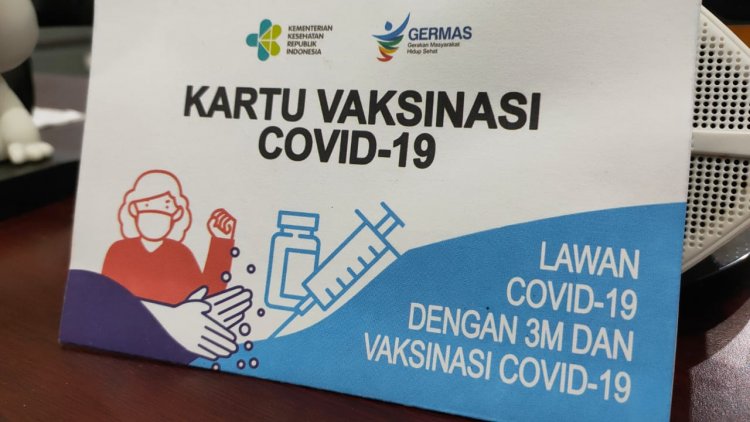 KEMENTERIAN
KESEHATAN
REPUBLIK
INDONESIA
GERMAS
Gerakan Masyarakat
Hidup Sehat
KARTU VAKSINASI
COVID-19
LAWAN
COVID-19
DENGAN 3M DAN
VAKSINASI COVID-19